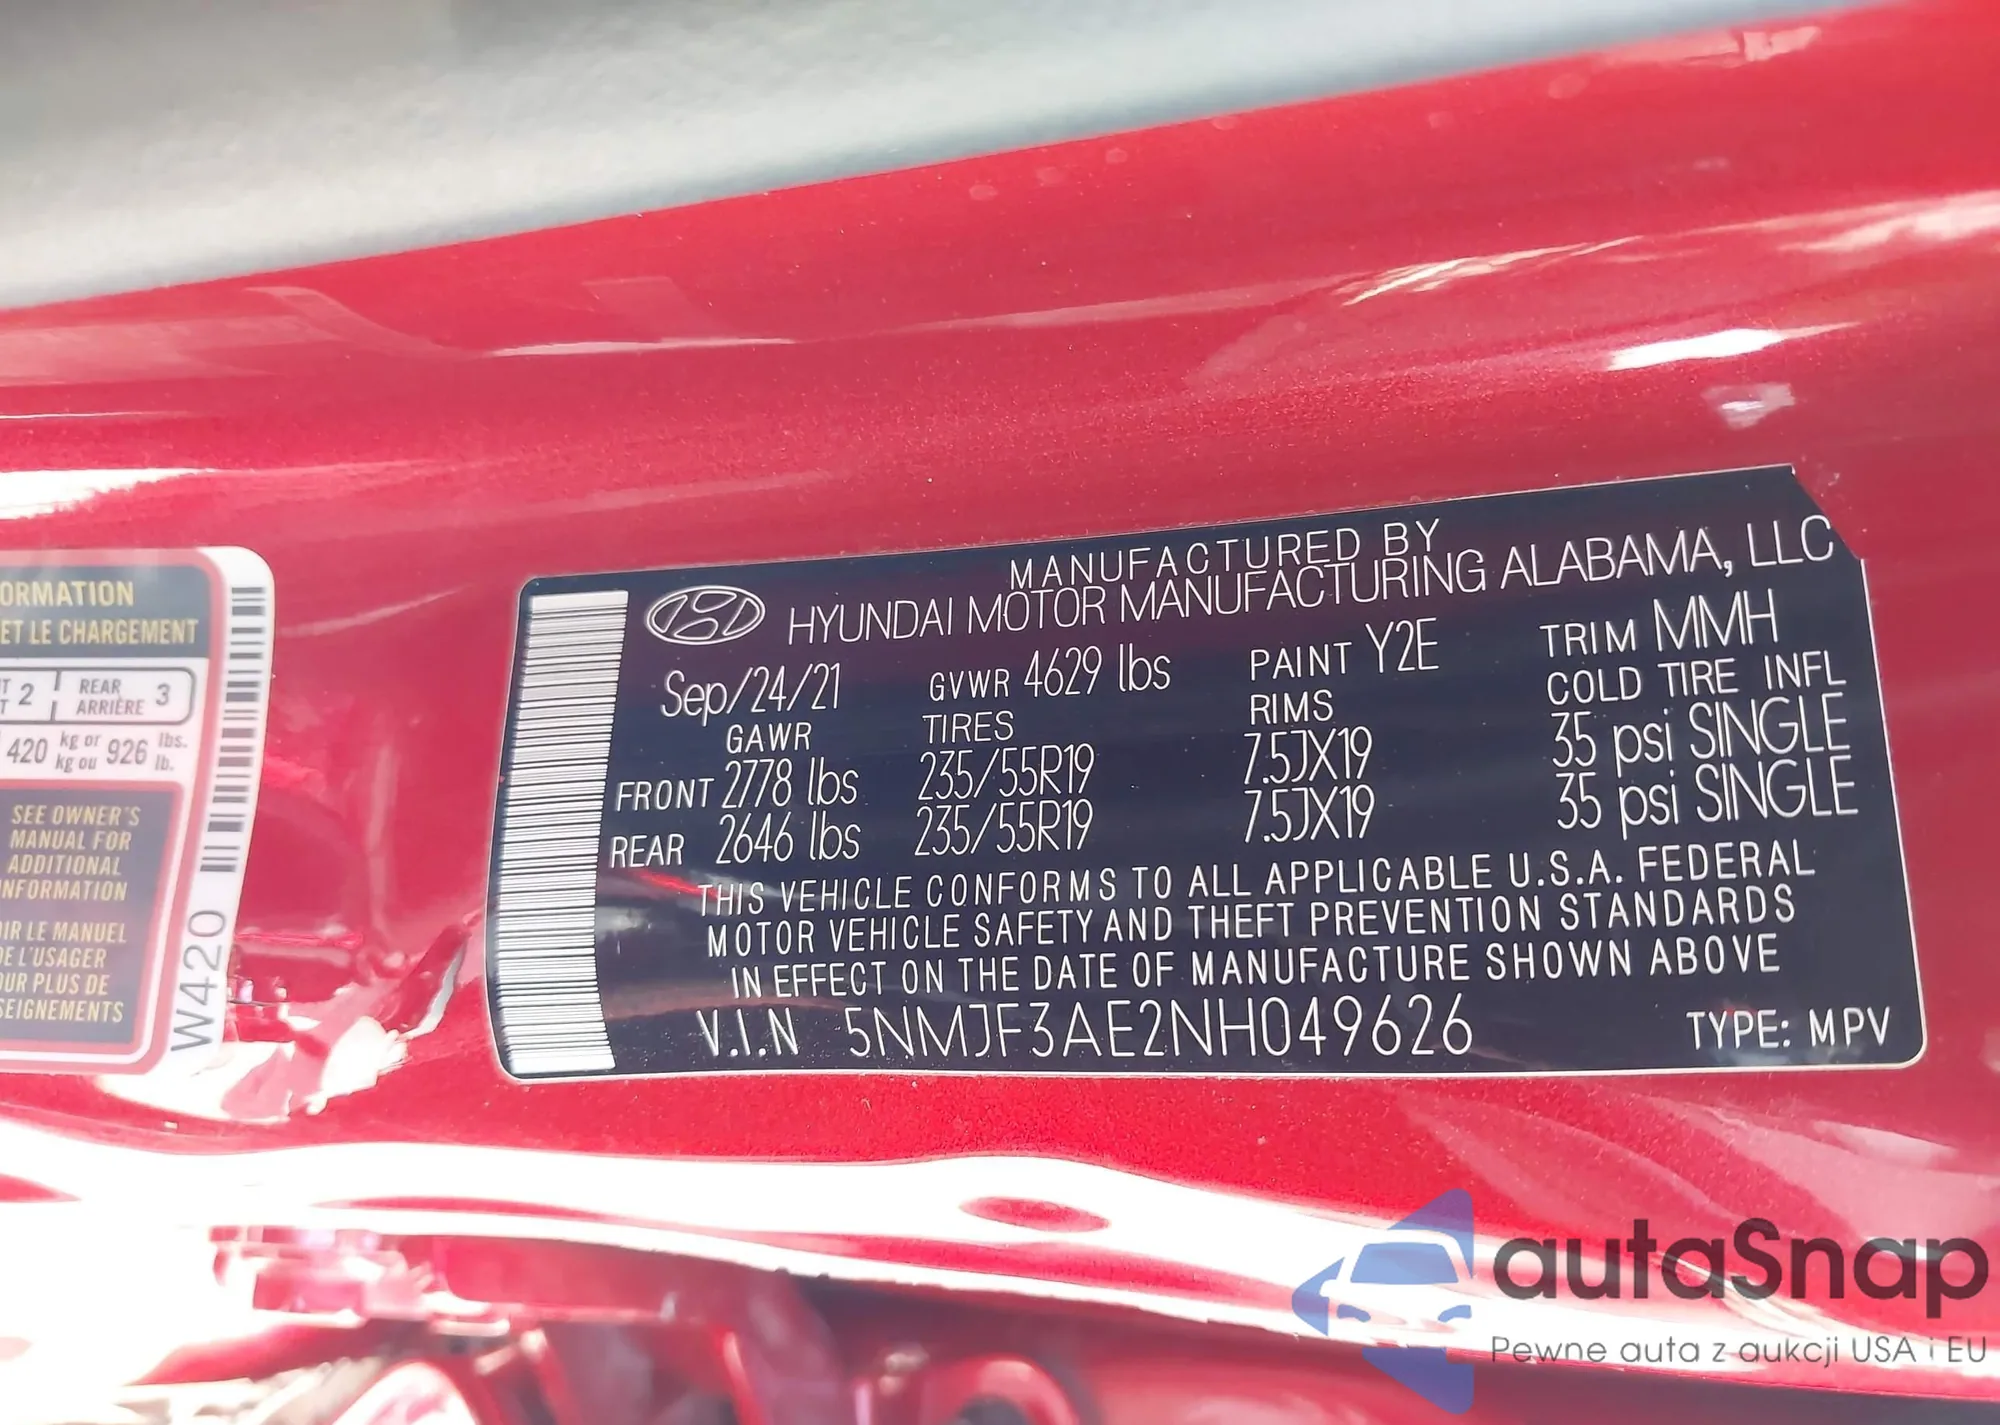 ORMATION
ET LE CHARGEMENT
T 2 REAR 3
T ARRIÈRE
420 kg or 926 lbs.
kg ou lb.
SEE OWNER'S
MANUAL FOR
ADDITIONAL
NFORMATION
IR LE MANUEL
DE L'USAGER
OUR PLUS DE
SEIGNEMENTS
W420
MANUFACTURED BY
HYUNDAI MOTOR MANUFACTURING ALABAMA, LLC
Sep/24/21 GVWR 4629 lbs PAINT Y2E TRIM MMH
GAWR TIRES RIMS COLD TIRE INFL
FRONT 2778 lbs 235/55R19 7.5JX19 35 psi SINGLE
REAR 2646 lbs 235/55R19 7.5JX19 35 psi SINGLE
THIS VEHICLE CONFORMS TO ALL APPLICABLE U.S.A. FEDERAL
MOTOR VEHICLE SAFETY AND THEFT PREVENTION STANDARDS
IN EFFECT ON THE DATE OF MANUFACTURE SHOWN ABOVE
V.I.N 5NMJF3AE2NH049626 TYPE: MPV
autaSnap
Pewne auta z aukcji USA i EU